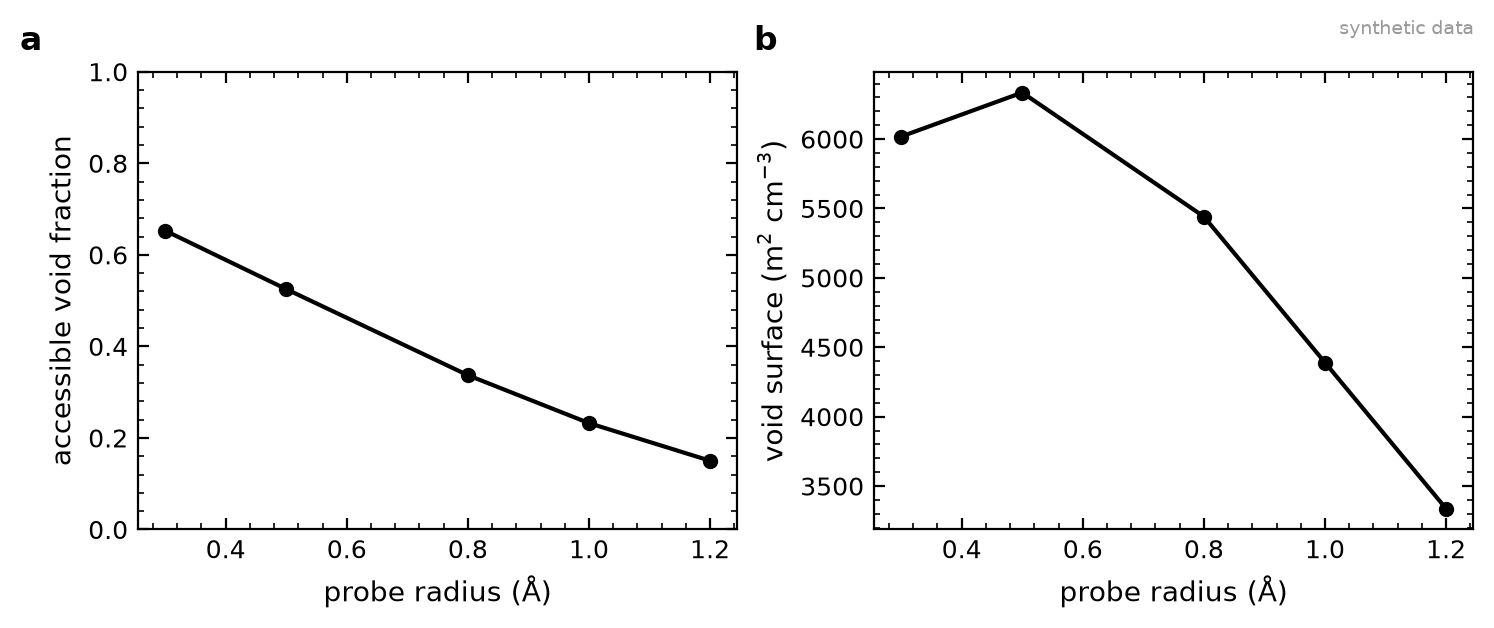 a
1.0
0.8
0.6
0.4
0.2
0.0
accessible void fraction
0.4 0.6 0.8 1.0 1.2
probe radius (Å)
b
synthetic data
6000
5500
5000
4500
4000
3500
void surface (m² cm⁻³)
0.4 0.6 0.8 1.0 1.2
probe radius (Å)